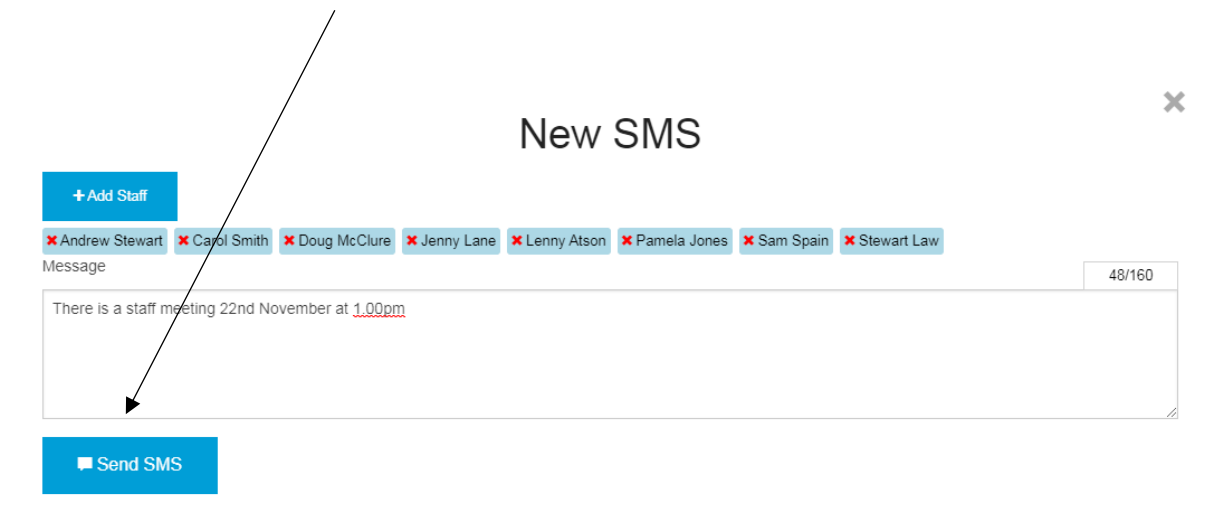 New SMS
+ Add Staff
Andrew Stewart Carol Smith Doug McClure Jenny Lane Lenny Atson Pamela Jones Sam Spain Stewart Law
Message
48/160
There is a staff meeting 22nd November at 1.00pm
Send SMS